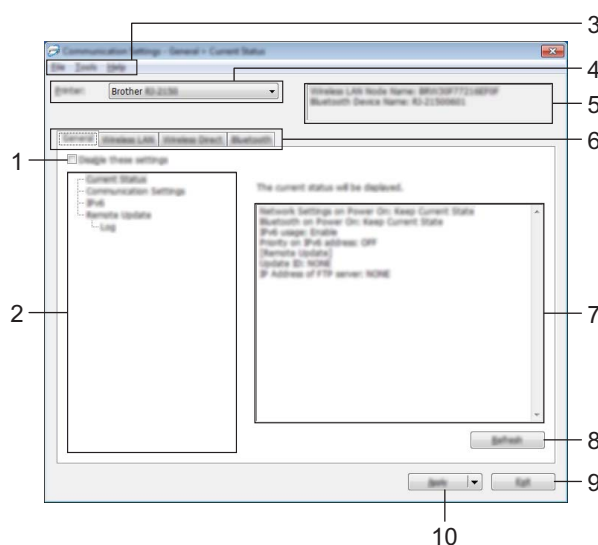 3
Communication Settings - General > Current Status
File Tools Help
4
Printer: Brother RJ-2150
Wireless LAN Node Name:
Bluetooth Device Name:
5
General Wireless LAN Wireless Direct Bluetooth
6
1
Disable these settings
Current Status
Communication Settings
IPv6
Remote Update
Log
The current status will be displayed.
Network Settings on Power On: Keep Current State
Bluetooth on Power On: Keep Current State
IPv6 usage: Enable
Priority on IPv6 address: OFF
[Remote Update]
Update ID: NONE
IP Address of FTP server: NONE
2
7
Refresh
8
Apply
Exit
9
10